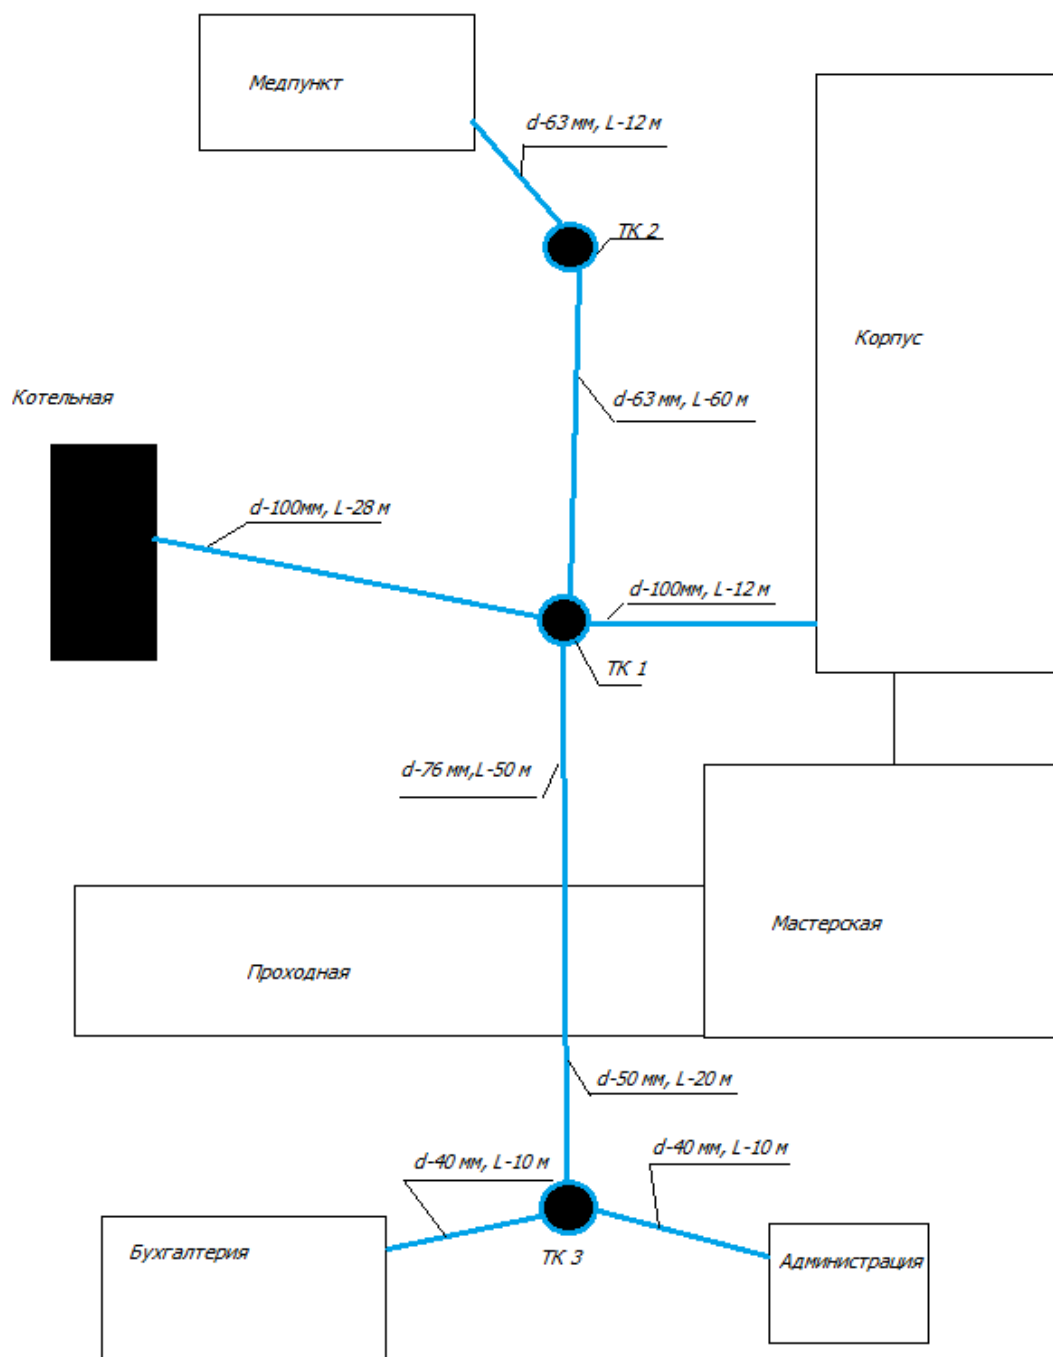 Медпункт
d-63 мм, L-12 м
ТК 2
Корпус
d-63 мм, L-60 м
Котельная
d-100мм, L-28 м
d-100мм, L-12 м
ТК 1
d-76 мм,L-50 м
Мастерская
Проходная
d-50 мм, L-20 м
d-40 мм, L-10 м
d-40 мм, L-10 м
Бухгалтерия
ТК 3
Администрация